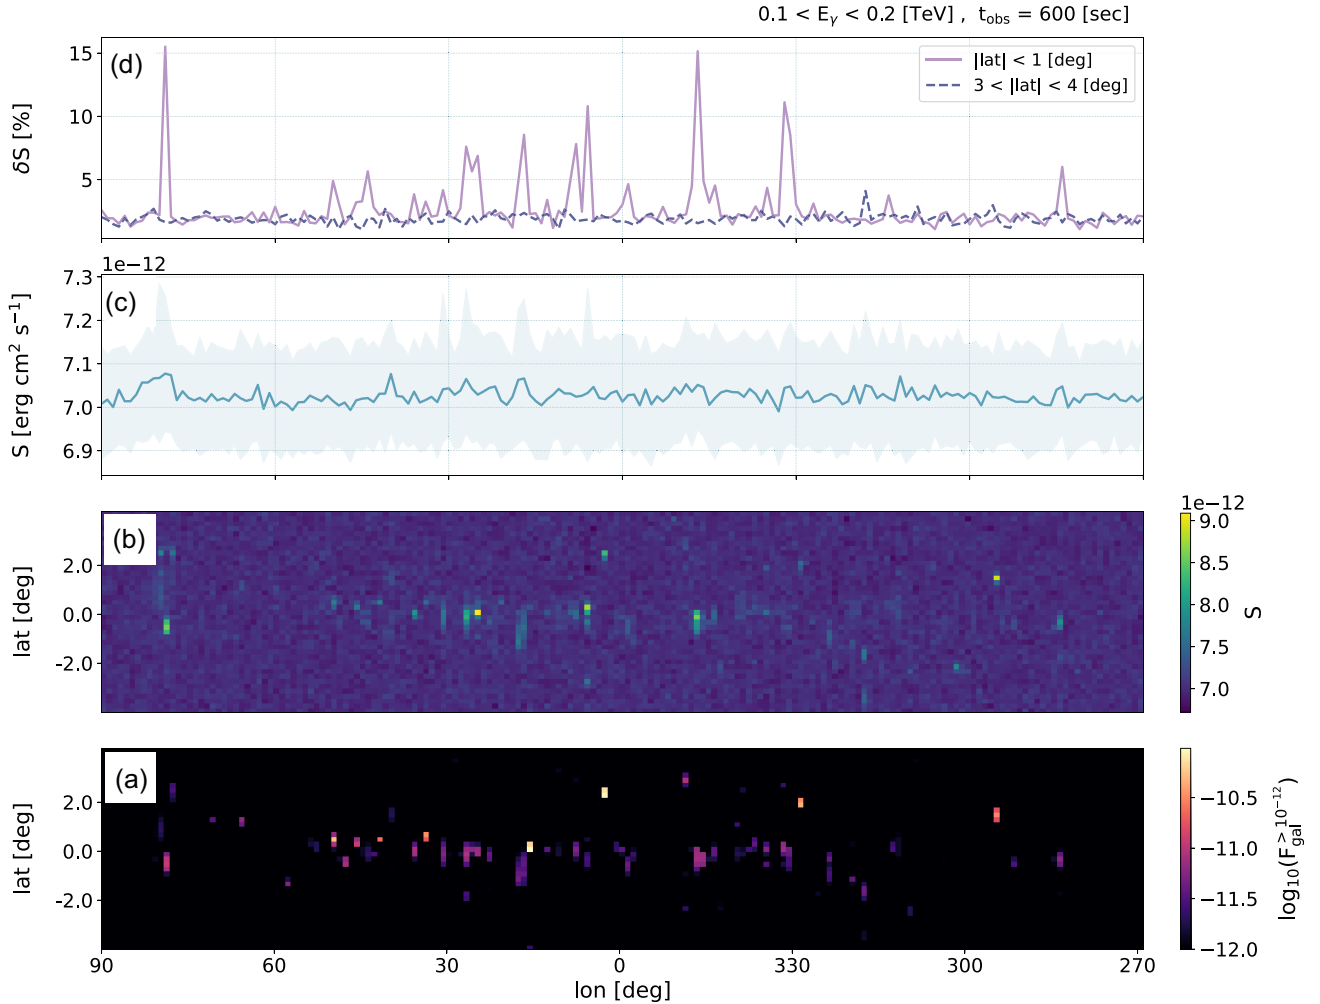 0.1 < Eγ < 0.2 [TeV] , tobs = 600 [sec]
(d)
|lat| < 1 [deg]
3 < |lat| < 4 [deg]
δS [%]
15
10
5
1e−12
(c)
S [erg cm² s⁻¹]
7.3
7.2
7.1
7.0
6.9
(b)
lat [deg]
2.0
0.0
-2.0
1e−12
9.0
8.5
8.0
7.5
7.0
S
(a)
lat [deg]
2.0
0.0
-2.0
−10.5
−11.0
−11.5
−12.0
log₁₀(F_gal^{>10⁻¹²})
90 60 30 0 330 300 270
lon [deg]